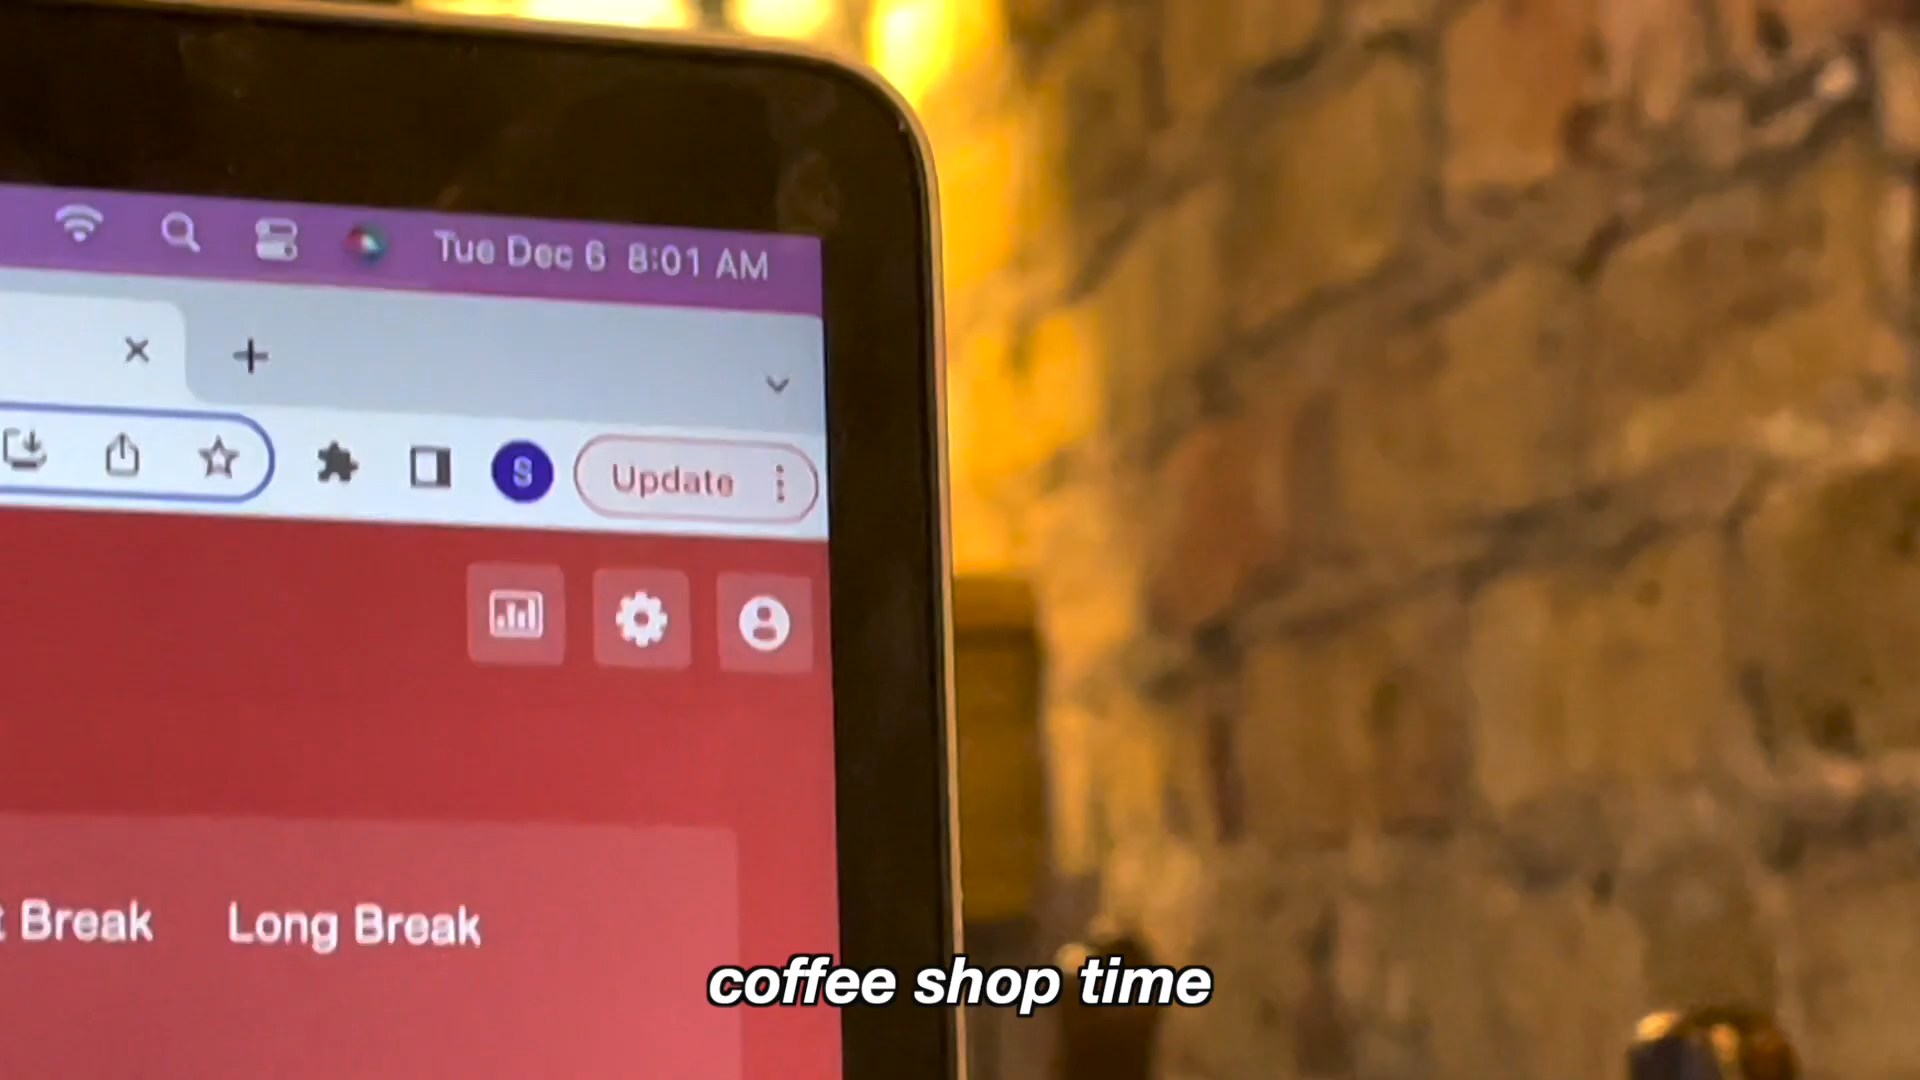 Tue Dec 6 8:01 AM
S
Update
Break
Long Break
coffee shop time